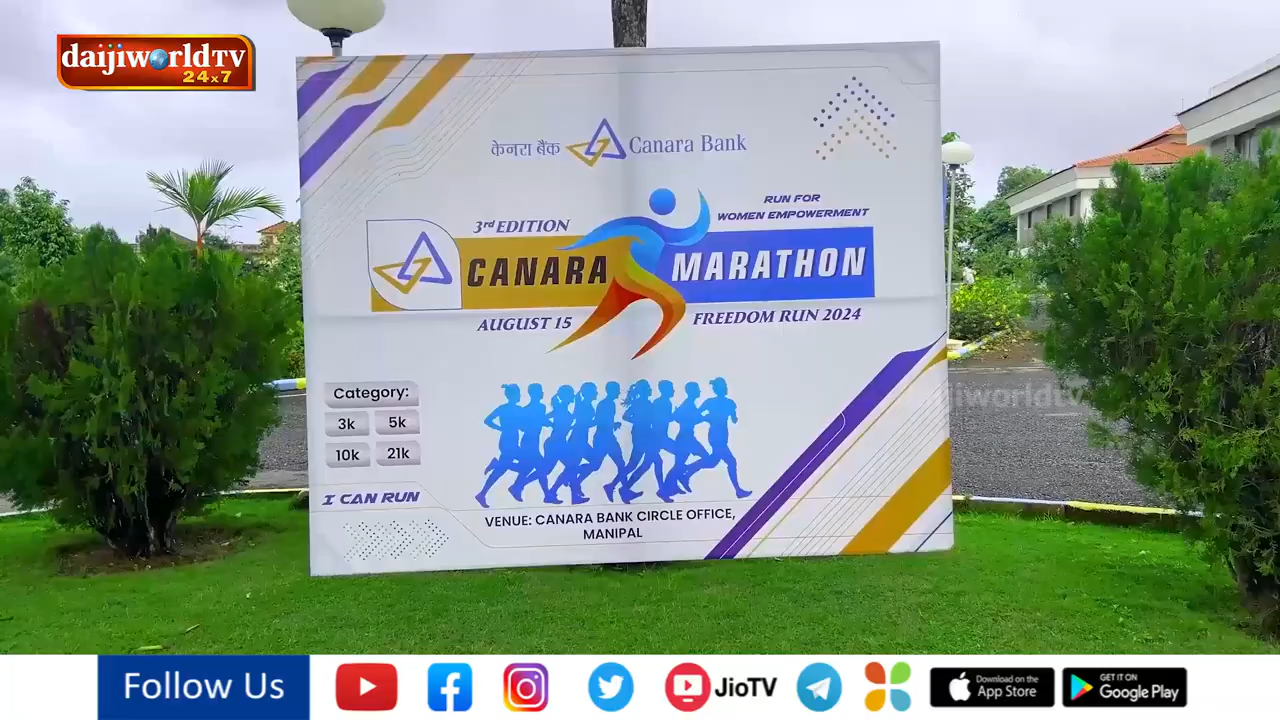 daijiworldTV
24x7
केनरा बैंक Canara Bank
3rd EDITION
RUN FOR
WOMEN EMPOWERMENT
CANARA MARATHON
AUGUST 15
FREEDOM RUN 2024
Category:
3k 5k
10k 21k
I CAN RUN
VENUE: CANARA BANK CIRCLE OFFICE,
MANIPAL
daijiworldtv
Follow Us
JioTV
Download on the
App Store
GET IT ON
Google Play